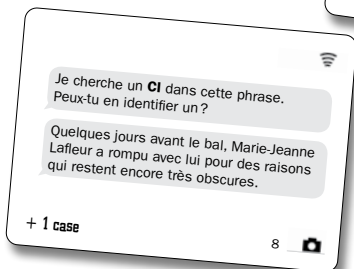 Je cherche un CI dans cette phrase.
Peux-tu en identifier un ?
Quelques jours avant le bal, Marie-Jeanne
Lafleur a rompu avec lui pour des raisons
qui restent encore très obscures.
+ 1 case
8